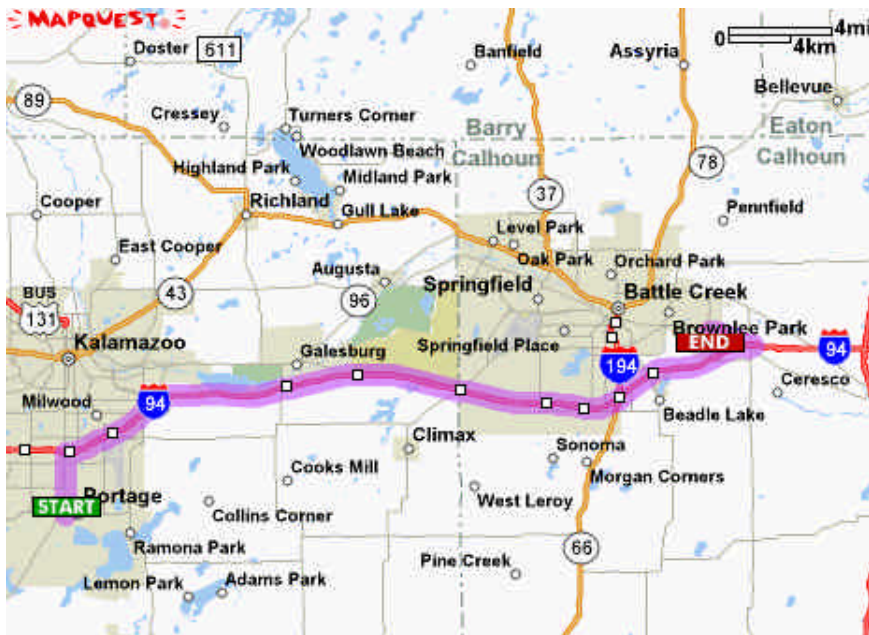 MAPQUEST
Doster
611
Banfield
Assyria
0
4mi
4km
Bellevue
89
Cressey
Turners Corner
Woodlawn Beach
Barry
Calhoun
Eaton
Calhoun
Highland Park
Midland Park
78
37
Cooper
Richland
Gull Lake
Pennfield
East Cooper
Level Park
Oak Park
Orchard Park
Augusta
Springfield
BUS
131
43
96
Battle Creek
Kalamazoo
Springfield Place
Brownlee Park
END
Galesburg
194
94
Ceresco
Milwood
94
Beadle Lake
Climax
Sonoma
Cooks Mill
Morgan Corners
START
Portage
West Leroy
Collins Corner
Ramona Park
66
Pine Creek
Lemon Park
Adams Park